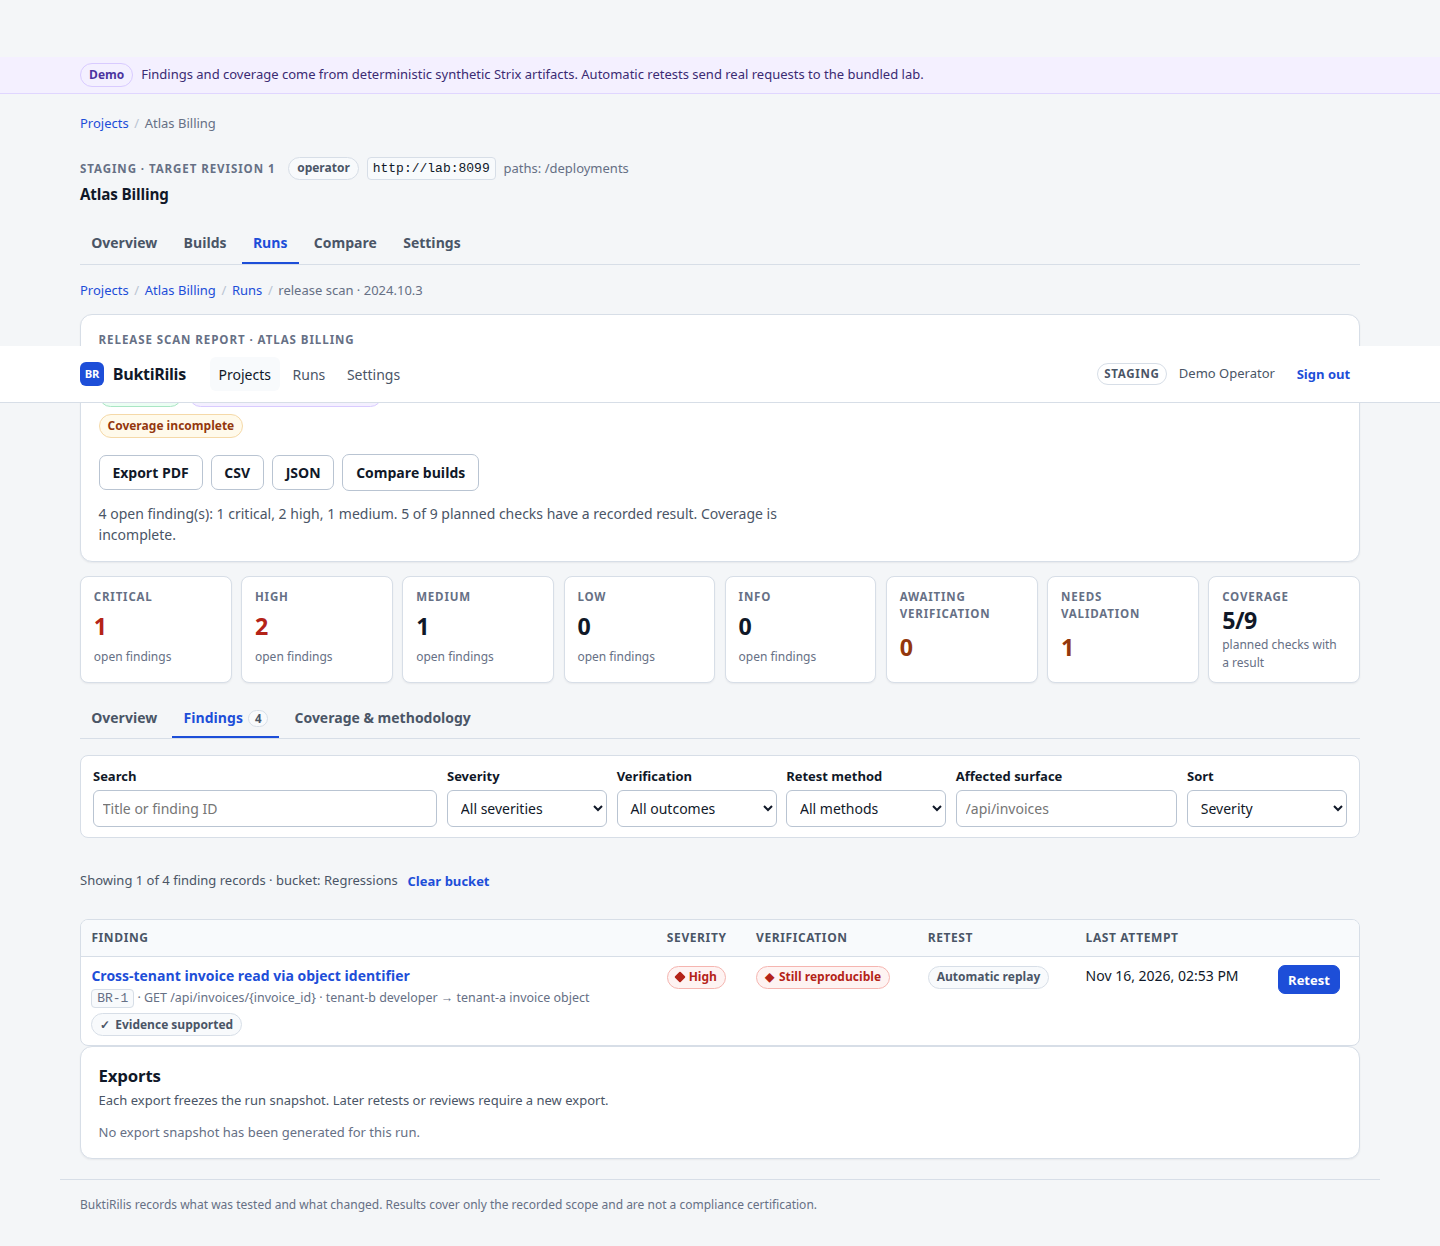 Demo Findings and coverage come from deterministic synthetic Strix artifacts. Automatic retests send real requests to the bundled lab.
Projects / Atlas Billing
STAGING · TARGET REVISION 1 operator http://lab:8099 paths: /deployments
Atlas Billing
Overview Builds Runs Compare Settings
Projects / Atlas Billing / Runs / release scan · 2024.10.3
RELEASE SCAN REPORT · ATLAS BILLING
BR BuktiRilis Projects Runs Settings STAGING Demo Operator Sign out
Coverage incomplete
Export PDF CSV JSON Compare builds
4 open finding(s): 1 critical, 2 high, 1 medium. 5 of 9 planned checks have a recorded result. Coverage is
incomplete.
CRITICAL
1
open findings
HIGH
2
open findings
MEDIUM
1
open findings
LOW
0
open findings
INFO
0
open findings
AWAITING
VERIFICATION
0
NEEDS
VALIDATION
1
COVERAGE
5/9
planned checks with
a result
Overview Findings 4 Coverage & methodology
Search Severity Verification Retest method Affected surface Sort
Title or finding ID All severities All outcomes All methods /api/invoices Severity
Showing 1 of 4 finding records · bucket: Regressions Clear bucket
FINDING SEVERITY VERIFICATION RETEST LAST ATTEMPT
Cross-tenant invoice read via object identifier ◆ High ◆ Still reproducible Automatic replay Nov 16, 2026, 02:53 PM Retest
BR-1 · GET /api/invoices/{invoice_id} · tenant-b developer → tenant-a invoice object
✓ Evidence supported
Exports
Each export freezes the run snapshot. Later retests or reviews require a new export.
No export snapshot has been generated for this run.
BuktiRilis records what was tested and what changed. Results cover only the recorded scope and are not a compliance certification.